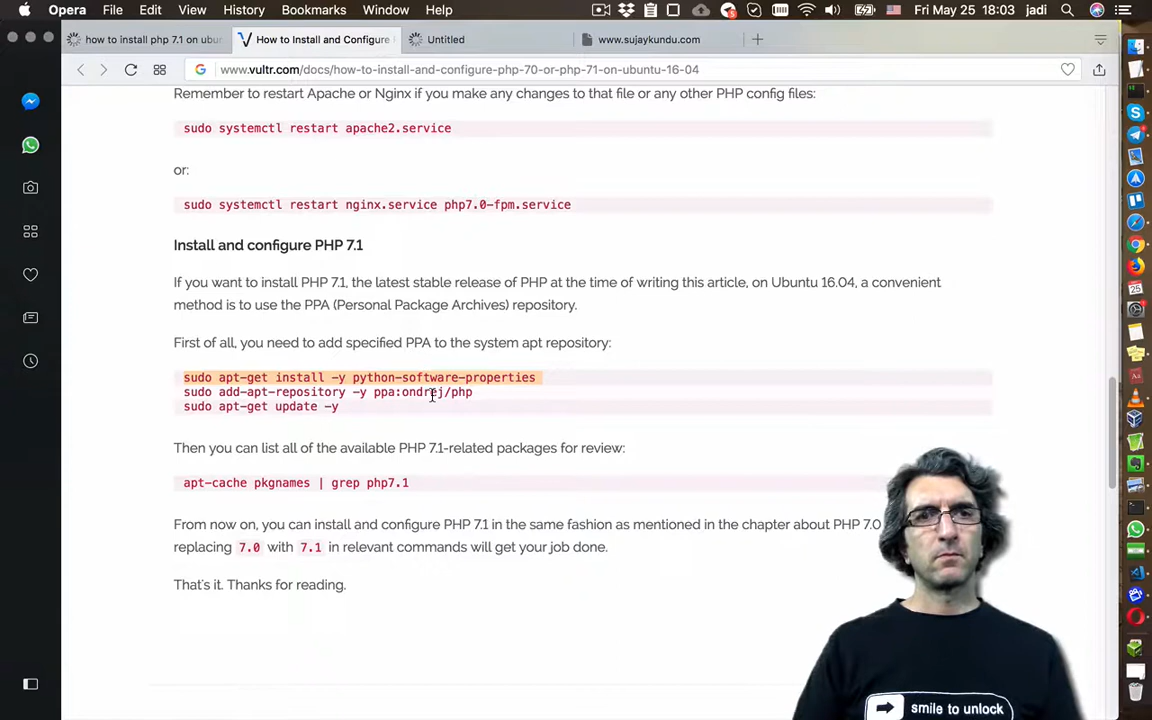 Opera File Edit View History Bookmarks Window Help Fri May 25 18:03 jadi
how to install php 7.1 on ubun
How to Install and Configure
Untitled
www.sujaykundu.com
www.vultr.com/docs/how-to-install-and-configure-php-70-or-php-71-on-ubuntu-16-04
Remember to restart Apache or Nginx if you make any changes to that file or any other PHP config files:
sudo systemctl restart apache2.service
or:
sudo systemctl restart nginx.service php7.0-fpm.service
Install and configure PHP 7.1
If you want to install PHP 7.1, the latest stable release of PHP at the time of writing this article, on Ubuntu 16.04, a convenient
method is to use the PPA (Personal Package Archives) repository.
First of all, you need to add specified PPA to the system apt repository:
sudo apt-get install -y python-software-properties
sudo add-apt-repository -y ppa:ondrej/php
sudo apt-get update -y
Then you can list all of the available PHP 7.1-related packages for review:
apt-cache pkgnames | grep php7.1
From now on, you can install and configure PHP 7.1 in the same fashion as mentioned in the chapter about PHP 7.0
replacing 7.0 with 7.1 in relevant commands will get your job done.
That's it. Thanks for reading.
smile to unlock